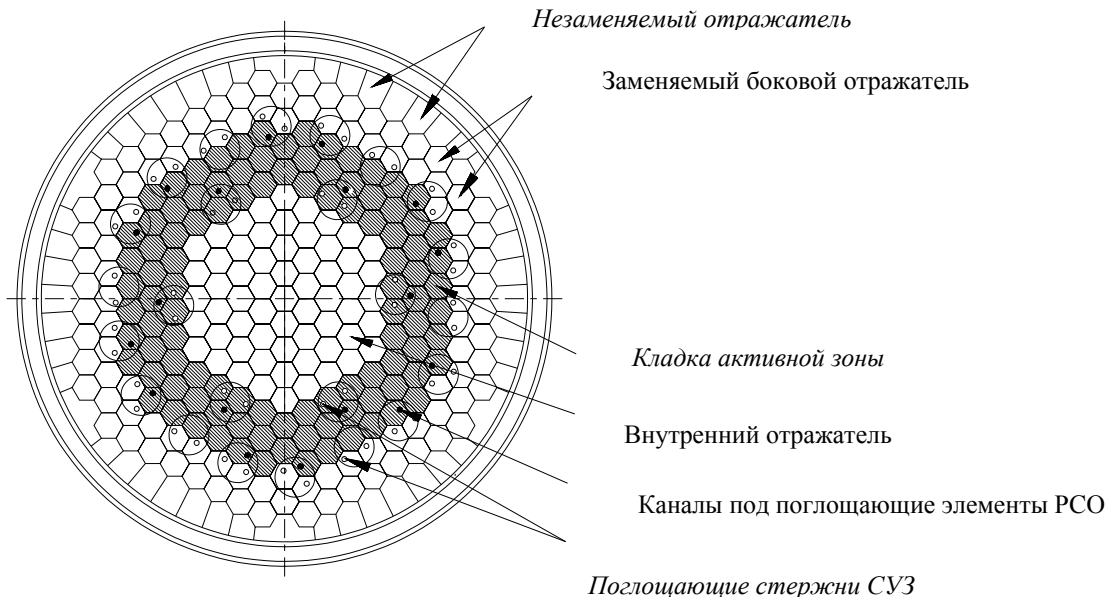 Незаменяемый отражатель
Заменяемый боковой отражатель
Кладка активной зоны
Внутренний отражатель
Каналы под поглощающие элементы РСО
Поглощающие стержни СУЗ